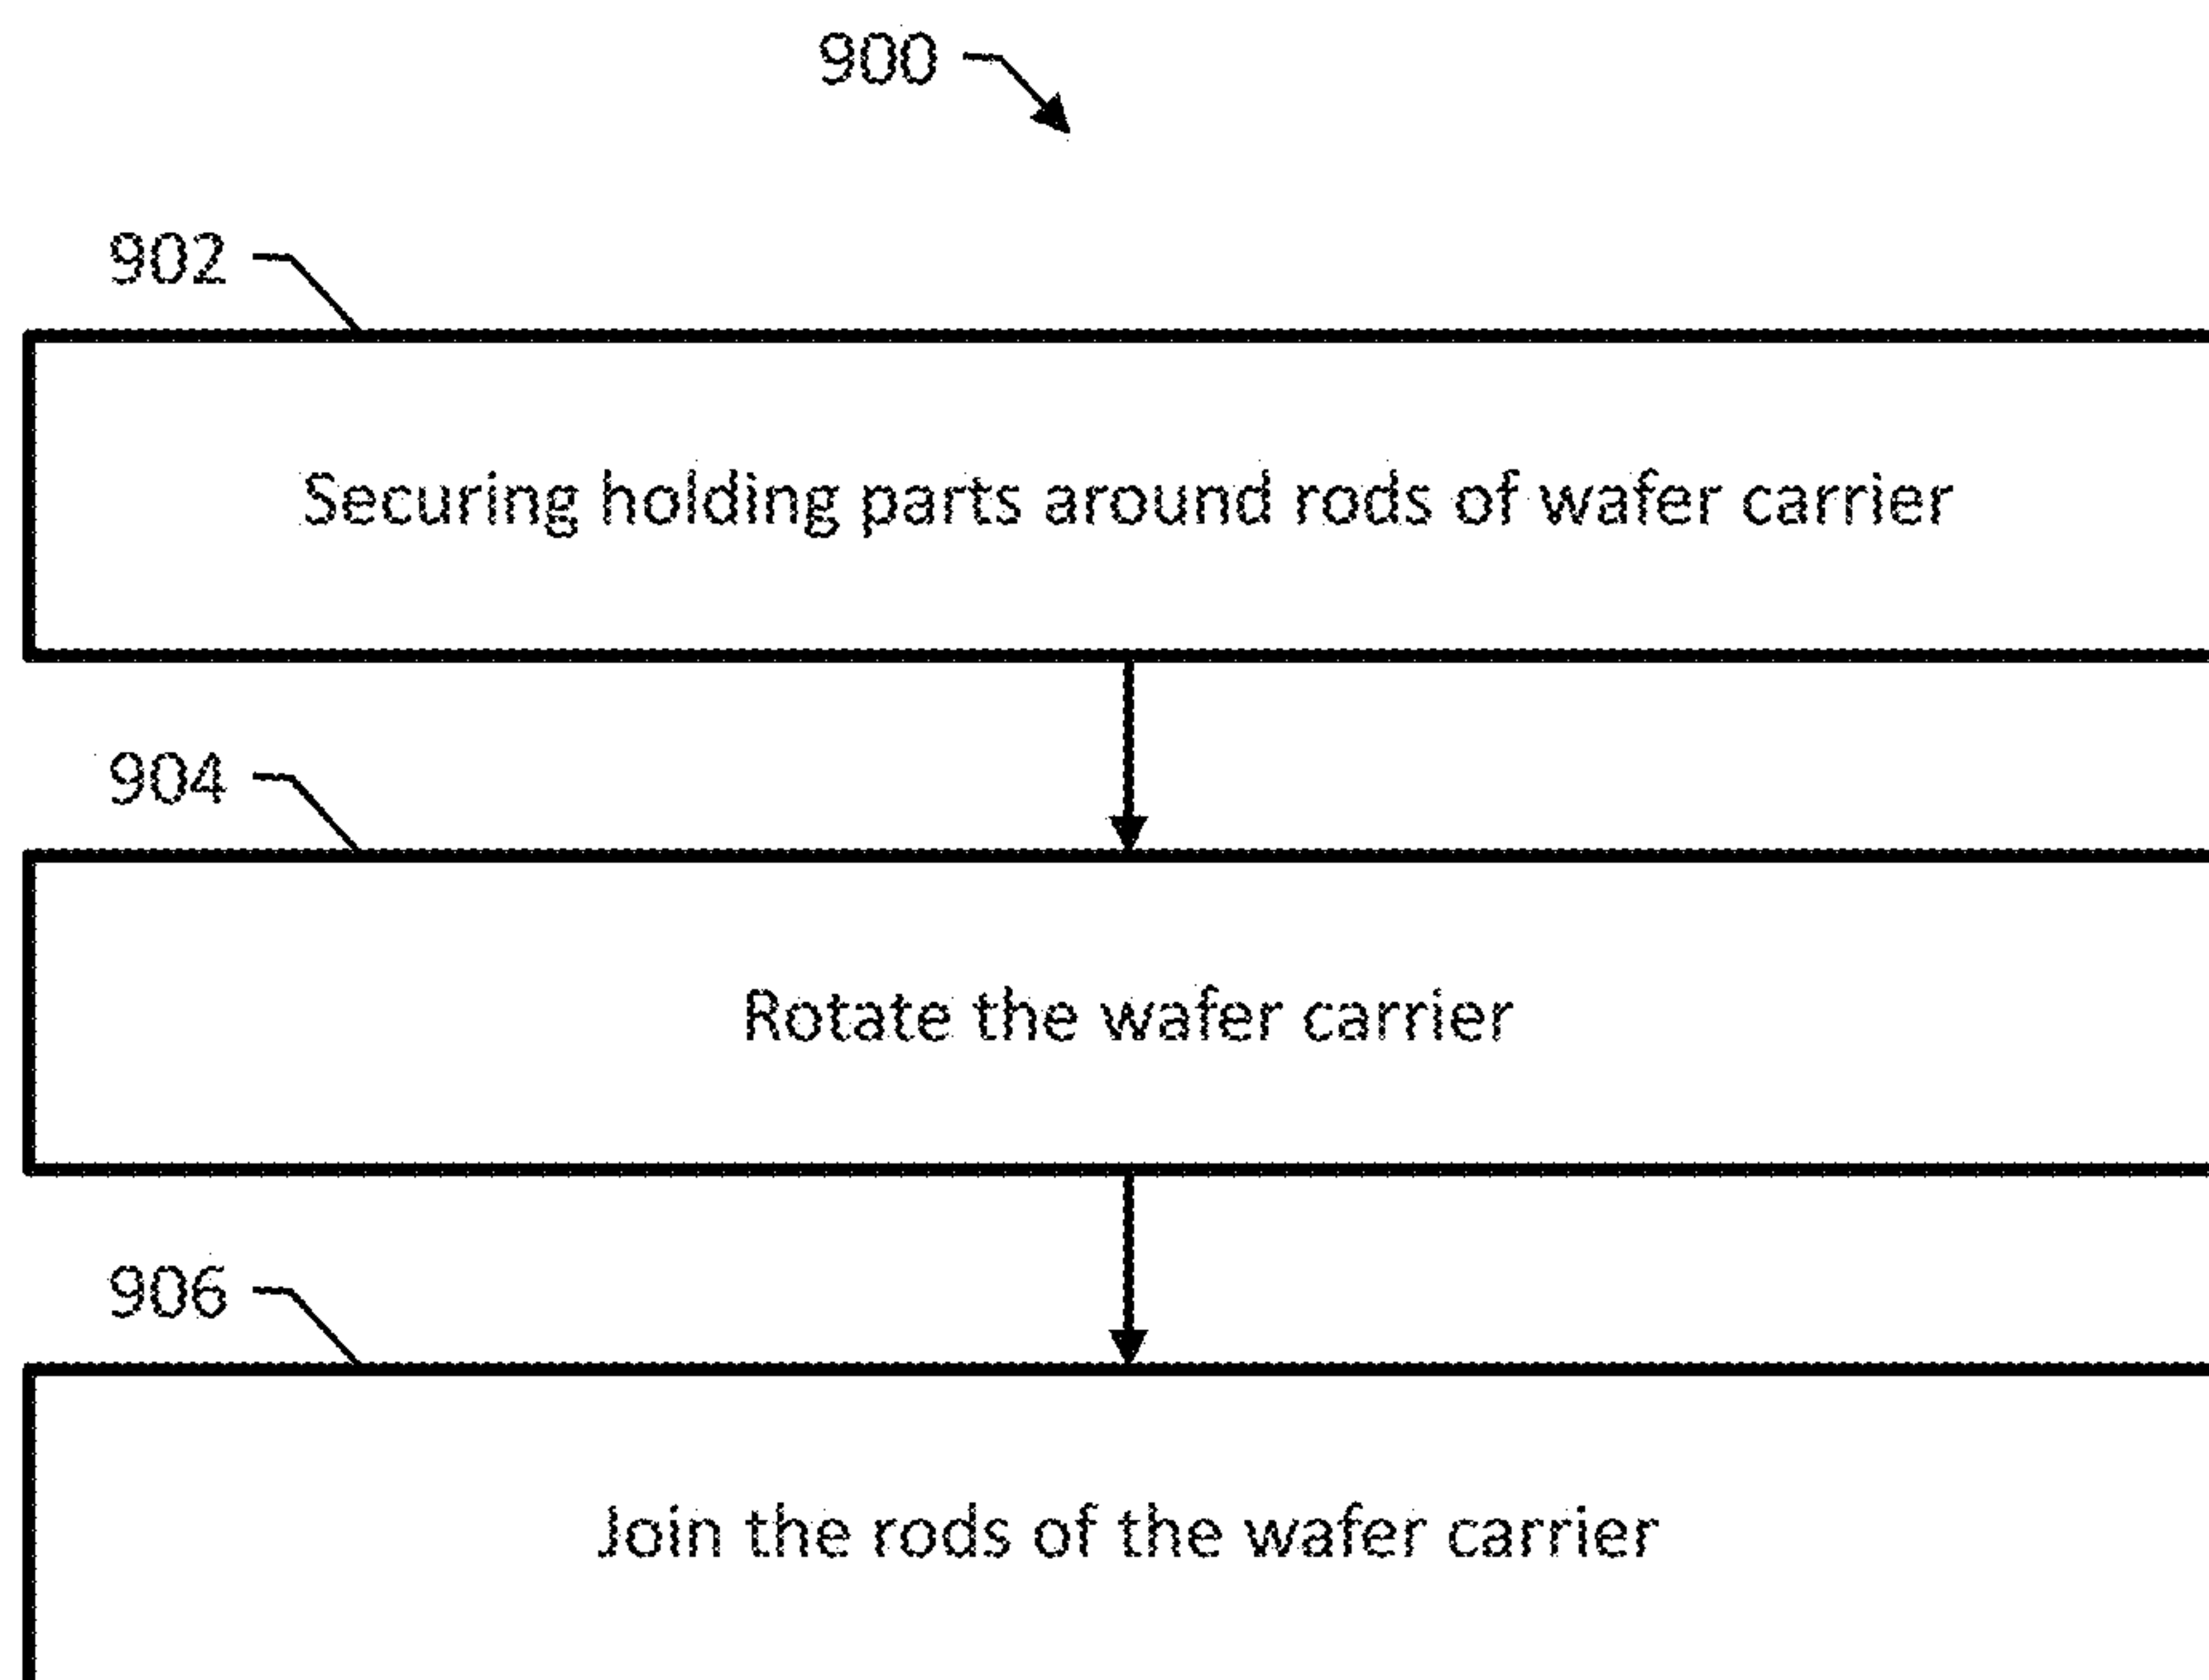 900
902
Securing holding parts around rods of wafer carrier
904
Rotate the wafer carrier
906
Join the rods of the wafer carrier